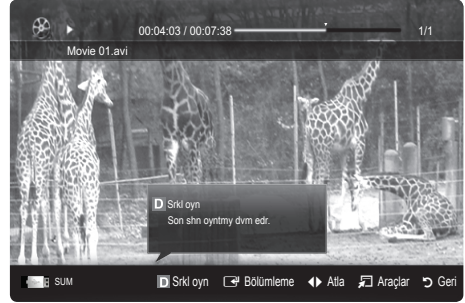 00:04:03 / 00:07:38 1/1
Movie 01.avi
D Srkl oyn
Son shn oyntmy dvm edr.
SUM D Srkl oyn Bölümleme Atla Araçlar Geri